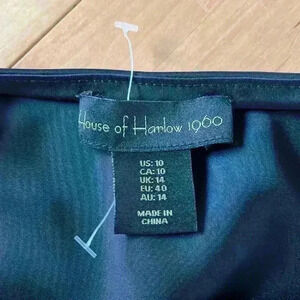 House of Harlow 1960
US: 10
CA: 10
UK: 14
EU: 40
AU: 14
MADE IN
CHINA